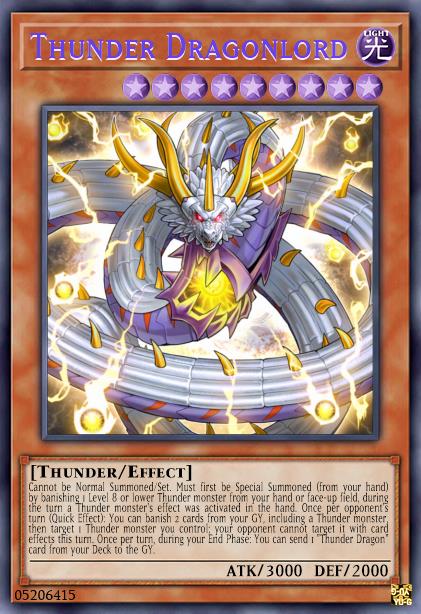 THUNDER DRAGONLORD
LIGHT
光
[THUNDER/EFFECT]
Cannot be Normal Summoned/Set. Must first be Special Summoned (from your hand)
by banishing 1 Level 8 or lower Thunder monster from your hand or face-up field, during
the turn a Thunder monster's effect was activated in the hand. Once per opponent's
turn (Quick Effect): You can banish 2 cards from your GY, including a Thunder monster,
then target 1 Thunder monster you control; your opponent cannot target it with card
effects this turn. Once per turn, during your End Phase: You can send 1 "Thunder Dragon"
card from your Deck to the GY.
ATK/3000 DEF/2000
05206415